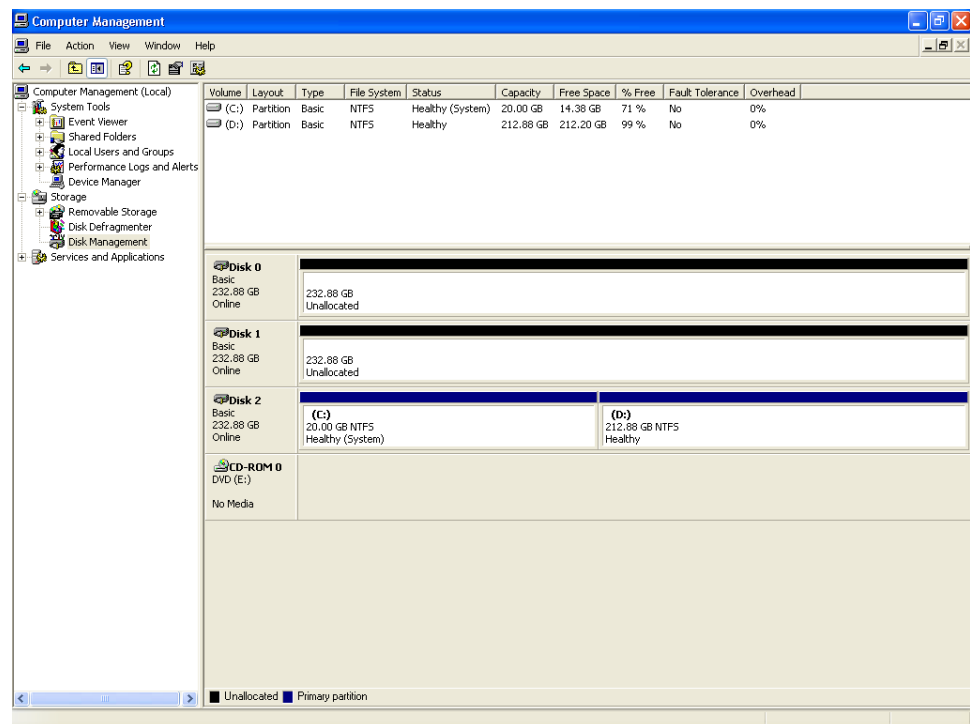 Computer Management
File Action View Window Help
Computer Management (Local)
System Tools
Event Viewer
Shared Folders
Local Users and Groups
Performance Logs and Alerts
Device Manager
Storage
Removable Storage
Disk Defragmenter
Disk Management
Services and Applications
Volume Layout Type File System Status Capacity Free Space % Free Fault Tolerance Overhead
(C:) Partition Basic NTFS Healthy (System) 20.00 GB 14.38 GB 71 % No 0%
(D:) Partition Basic NTFS Healthy 212.88 GB 212.20 GB 99 % No 0%
Disk 0
Basic
232.88 GB
Online
232.88 GB
Unallocated
Disk 1
Basic
232.88 GB
Online
232.88 GB
Unallocated
Disk 2
Basic
232.88 GB
Online
(C:)
20.00 GB NTFS
Healthy (System)
(D:)
212.88 GB NTFS
Healthy
CD-ROM 0
DVD (E:)
No Media
Unallocated Primary partition